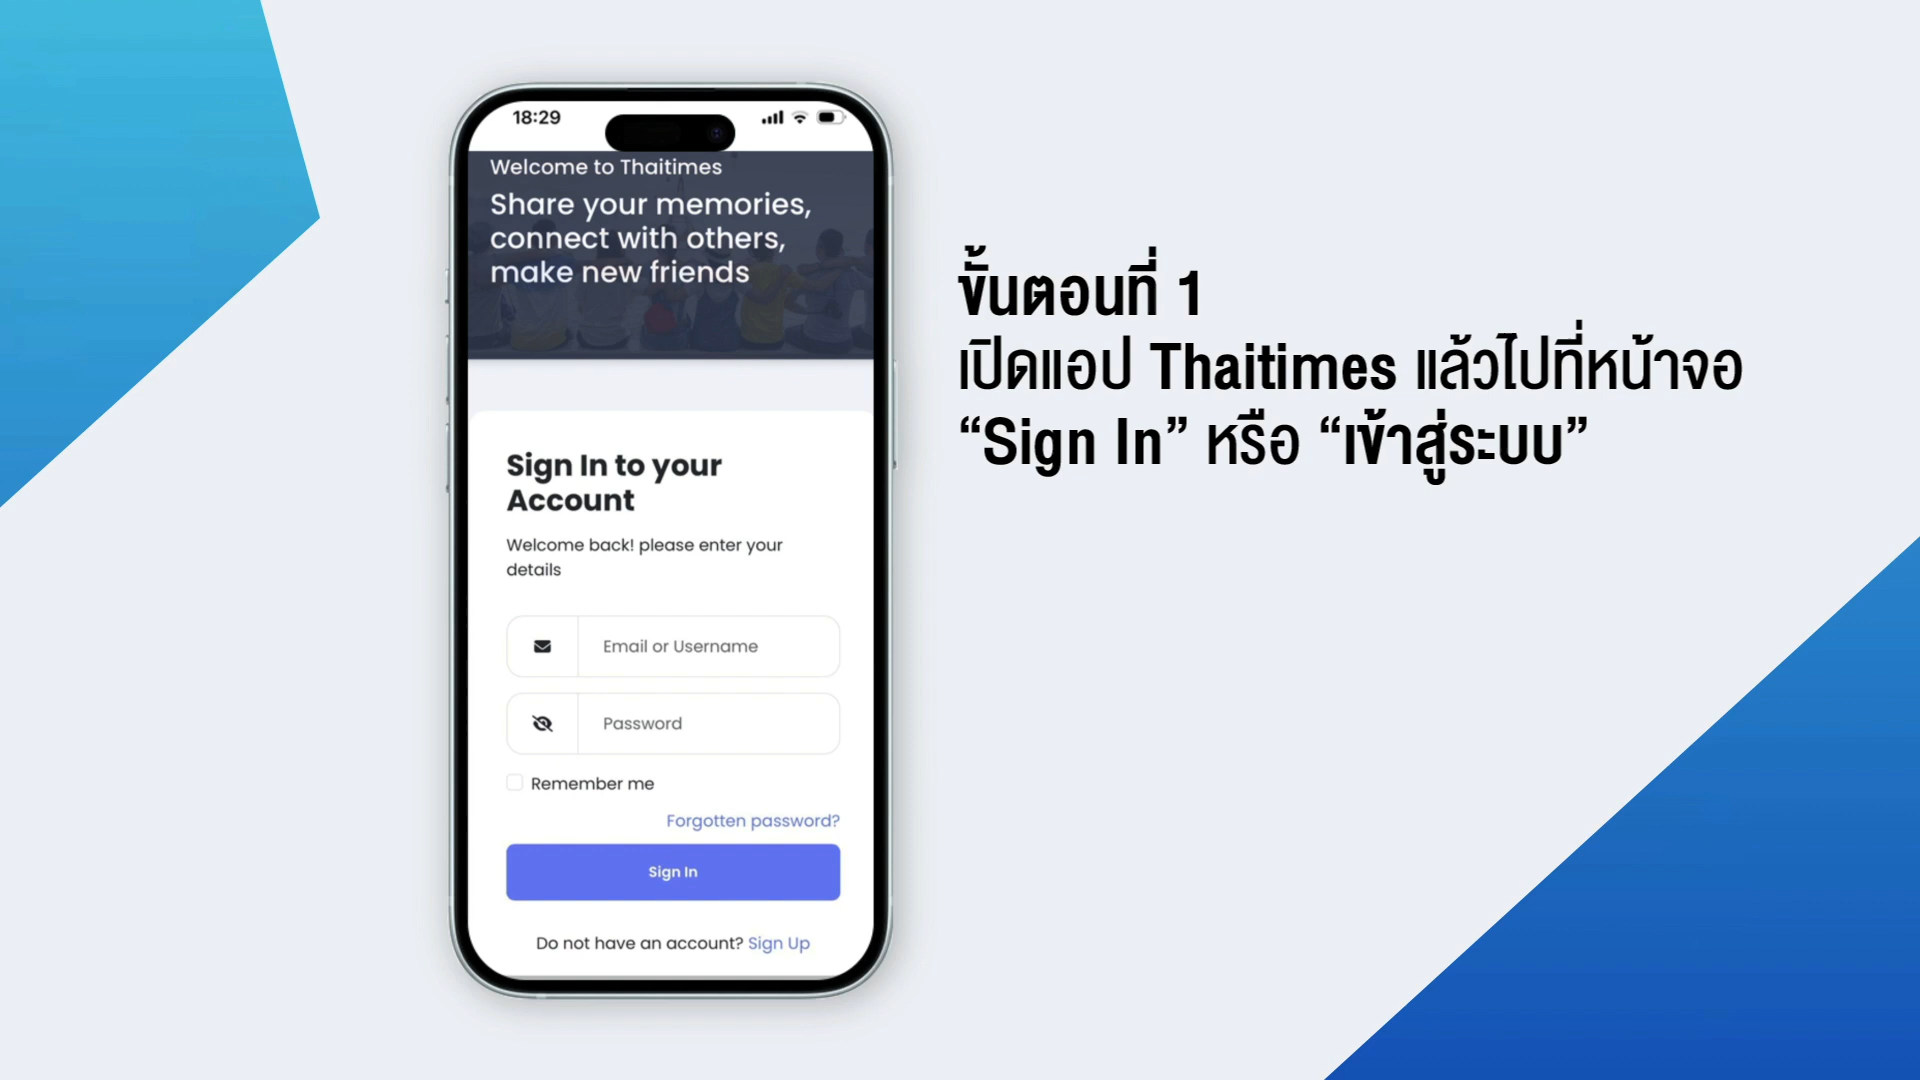 18:29
Welcome to Thaitimes
Share your memories,
connect with others,
make new friends
Sign In to your
Account
Welcome back! please enter your
details
Email or Username
Password
Remember me
Forgotten password?
Sign In
Do not have an account? Sign Up
ขั้นตอนที่ 1
เปิดแอป Thaitimes แล้วไปที่หน้าจอ
“Sign In” หรือ “เข้าสู่ระบบ”